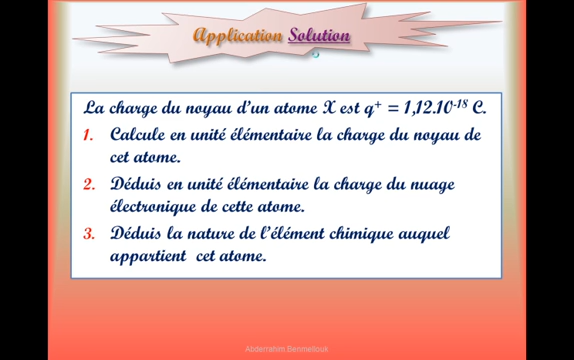 Application Solution
La charge du noyau d'un atome X est q⁺ = 1,12.10⁻¹⁸ C.
1. Calcule en unité élémentaire la charge du noyau de
cet atome.
2. Déduis en unité élémentaire la charge du nuage
électronique de cette atome.
3. Déduis la nature de l'élément chimique auquel
appartient cet atome.
Abderrahim Benmellouk